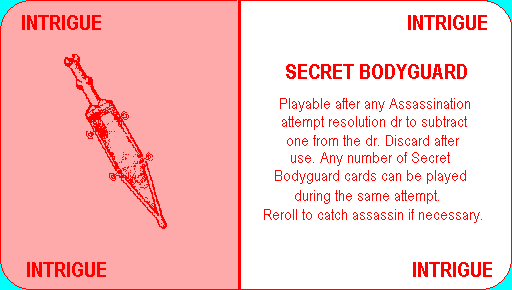 INTRIGUE
INTRIGUE
INTRIGUE
SECRET BODYGUARD
Playable after any Assassination
attempt resolution dr to subtract
one from the dr. Discard after
use. Any number of Secret
Bodyguard cards can be played
during the same attempt.
Reroll to catch assassin if necessary.
INTRIGUE